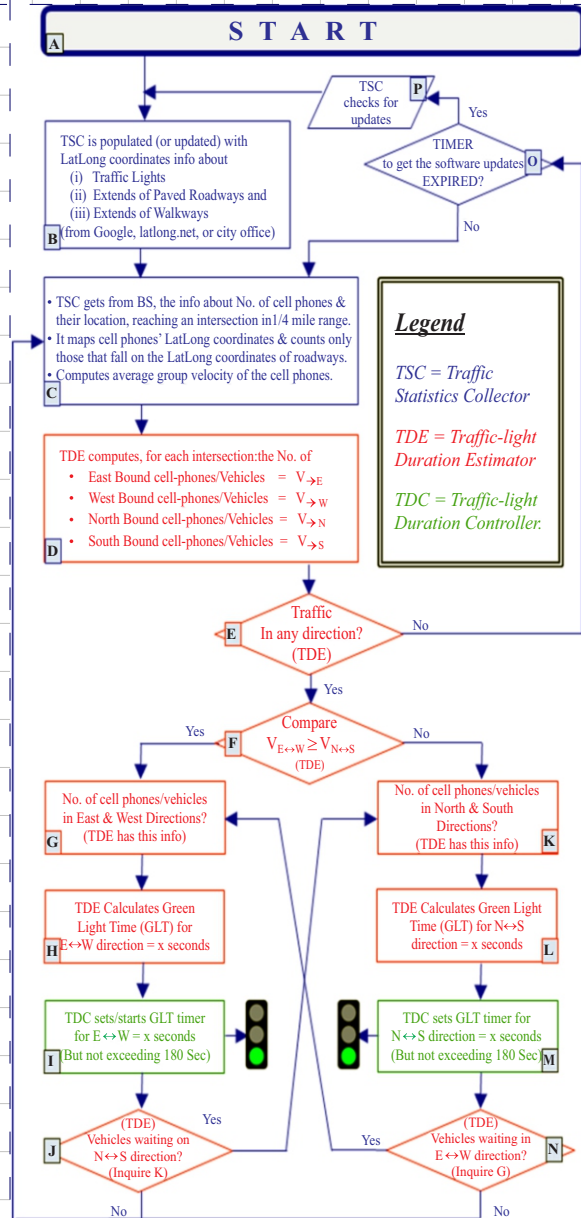 S T A R T
A
TSC
checks for
updates
P
Yes
TIMER
to get the software updates
EXPIRED?
O
No
TSC is populated (or updated) with
LatLong coordinates info about
(i) Traffic Lights
(ii) Extends of Paved Roadways and
(iii) Extends of Walkways
(from Google, latlong.net, or city office)
B
• TSC gets from BS, the info about No. of cell phones &
their location, reaching an intersection in1/4 mile range.
• It maps cell phones' LatLong coordinates & counts only
those that fall on the LatLong coordinates of roadways.
• Computes average group velocity of the cell phones.
C
Legend
TSC = Traffic
Statistics Collector
TDE = Traffic-light
Duration Estimator
TDC = Traffic-light
Duration Controller.
TDE computes, for each intersection:the No. of
• East Bound cell-phones/Vehicles = V→E
• West Bound cell-phones/Vehicles = V→W
• North Bound cell-phones/Vehicles = V→N
• South Bound cell-phones/Vehicles = V→S
D
Traffic
In any direction?
(TDE)
E
No
Yes
Compare
VE↔W ≥ VN↔S
(TDE)
F
Yes
No
No. of cell phones/vehicles
in East & West Directions?
(TDE has this info)
G
No. of cell phones/vehicles
in North & South
Directions?
(TDE has this info)
K
TDE Calculates Green
Light Time (GLT) for
E↔W direction = x seconds
H
TDE Calculates Green Light
Time (GLT) for N↔S
direction = x seconds
L
TDC sets/starts GLT timer
for E↔W = x seconds
(But not exceeding 180 Sec)
I
TDC sets GLT timer for
N↔S direction = x seconds
(But not exceeding 180 Sec)
M
(TDE)
Vehicles waiting on
N↔S direction?
(Inquire K)
J
Yes
No
(TDE)
Vehicles waiting in
E↔W direction?
(Inquire G)
N
Yes
No